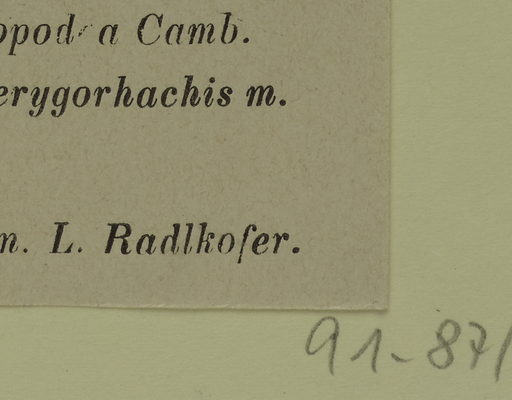 opod a Camb.
erygorhachis m.
n. L. Radlkofer.
91-87/